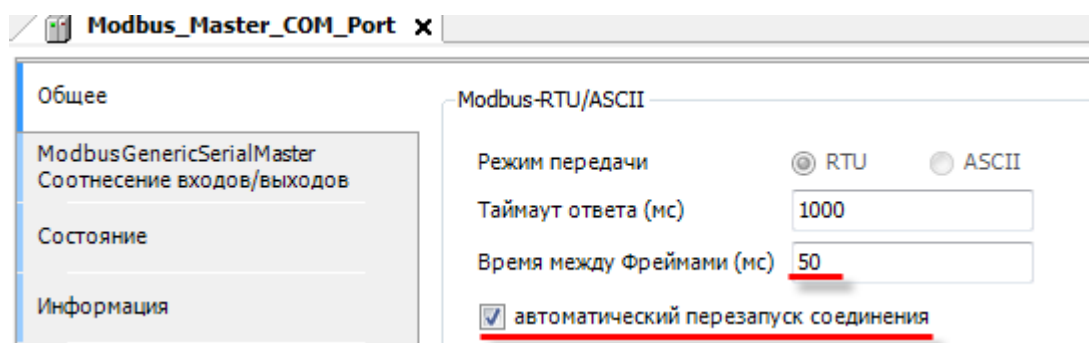 Modbus_Master_COM_Port
Общее
Modbus-RTU/ASCII
ModbusGenericSerialMaster
Соотнесение входов/выходов
Режим передачи RTU ASCII
Таймаут ответа (мс) 1000
Состояние
Время между Фреймами (мс) 50
Информация
автоматический перезапуск соединения